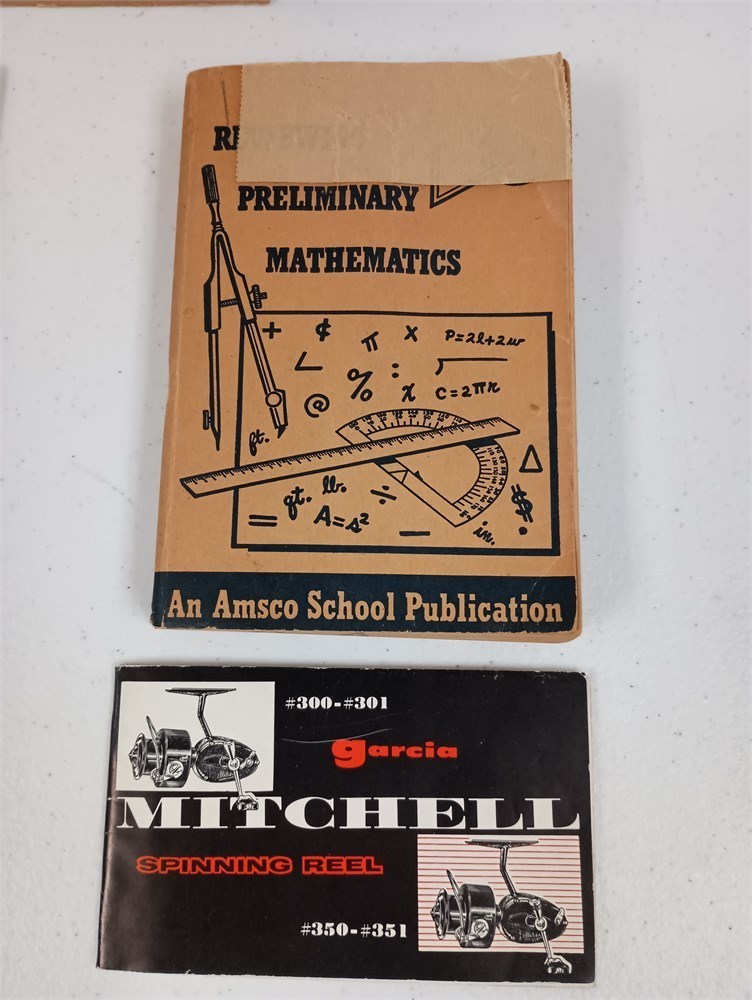 REVIEWING
PRELIMINARY
MATHEMATICS
+ ¢ π × P=2l+2w
% : 
@ x C=2πr
ft.
qt. lb. ÷
= A=s² − in. #$
An Amsco School Publication
#300-#301
garcia
MITCHELL
SPINNING REEL
#350-#351